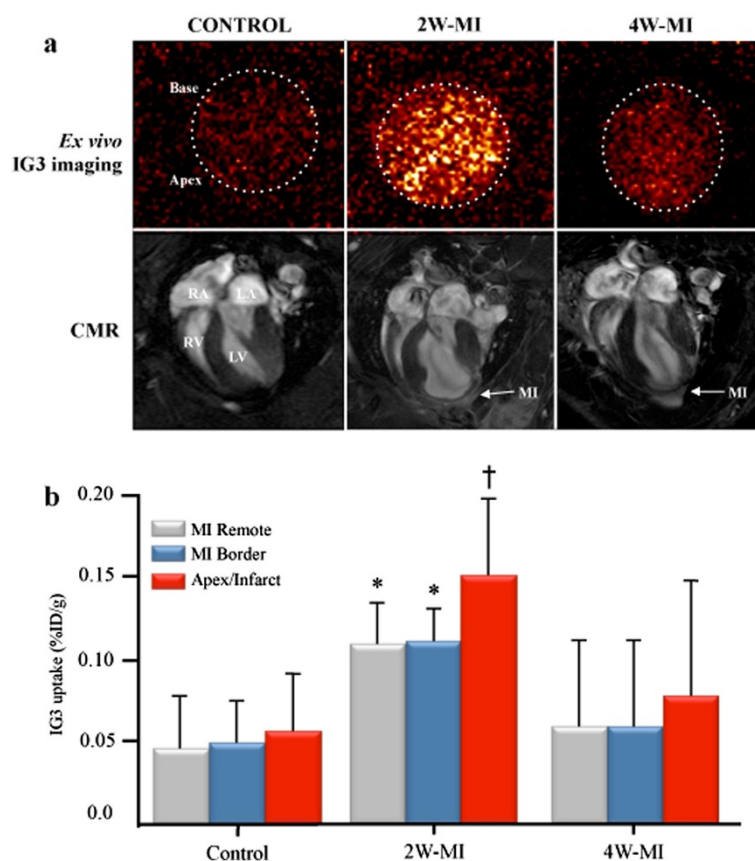 a
CONTROL 2W-MI 4W-MI
Ex vivo
IG3 imaging
Base
Apex
CMR
RA LA
RV
LV
MI
MI
b
IG3 uptake (%ID/g)
0.20
0.15
0.10
0.05
0.0
MI Remote
MI Border
Apex/Infarct
* * †
Control 2W-MI 4W-MI